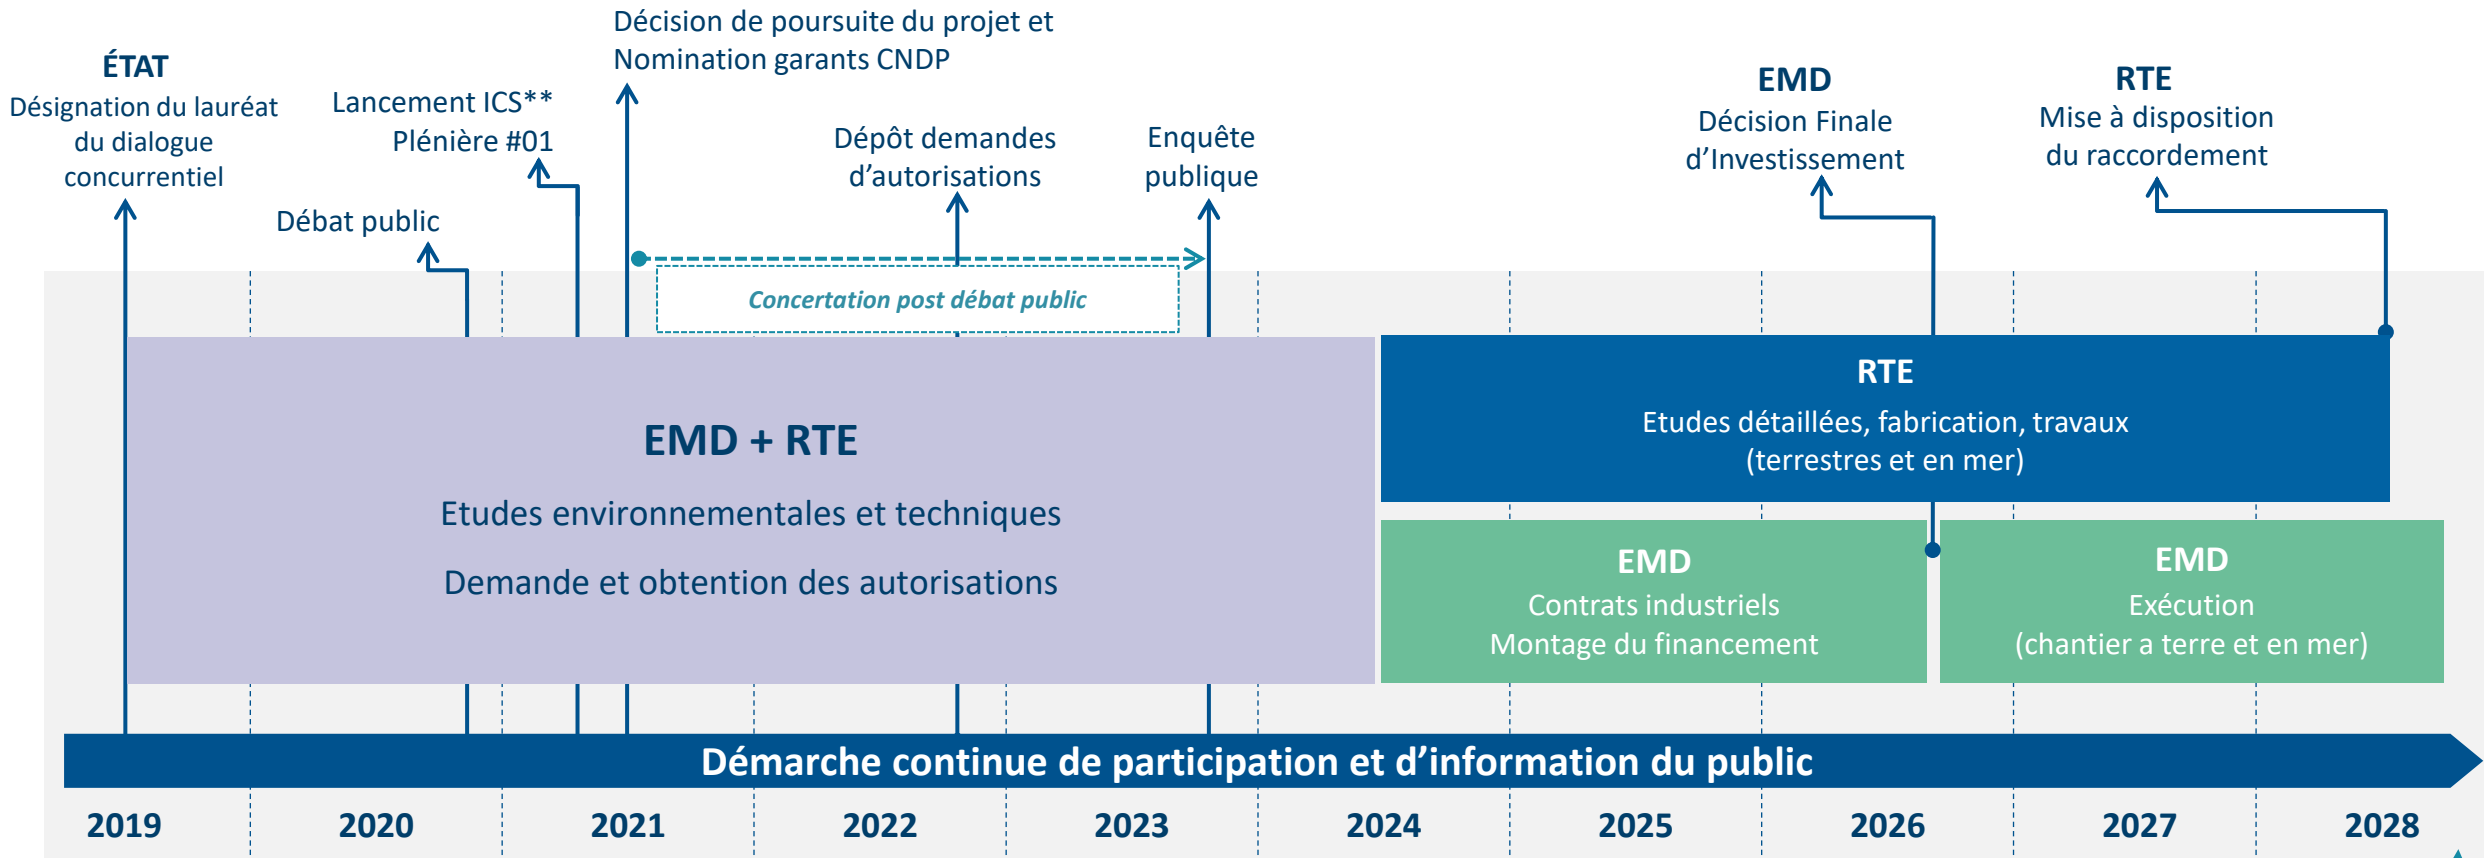 Décision de poursuite du projet et
Nomination garants CNDP
ÉTAT
Désignation du lauréat
du dialogue
concurrentiel
Lancement ICS**
Plénière #01
Débat public
Dépôt demandes
d’autorisations
Enquête
publique
EMD
Décision Finale
d’Investissement
RTE
Mise à disposition
du raccordement
Concertation post débat public
EMD + RTE
Etudes environnementales et techniques
Demande et obtention des autorisations
RTE
Etudes détaillées, fabrication, travaux
(terrestres et en mer)
EMD
Contrats industriels
Montage du financement
EMD
Exécution
(chantier a terre et en mer)
Démarche continue de participation et d’information du public
2019 2020 2021 2022 2023 2024 2025 2026 2027 2028